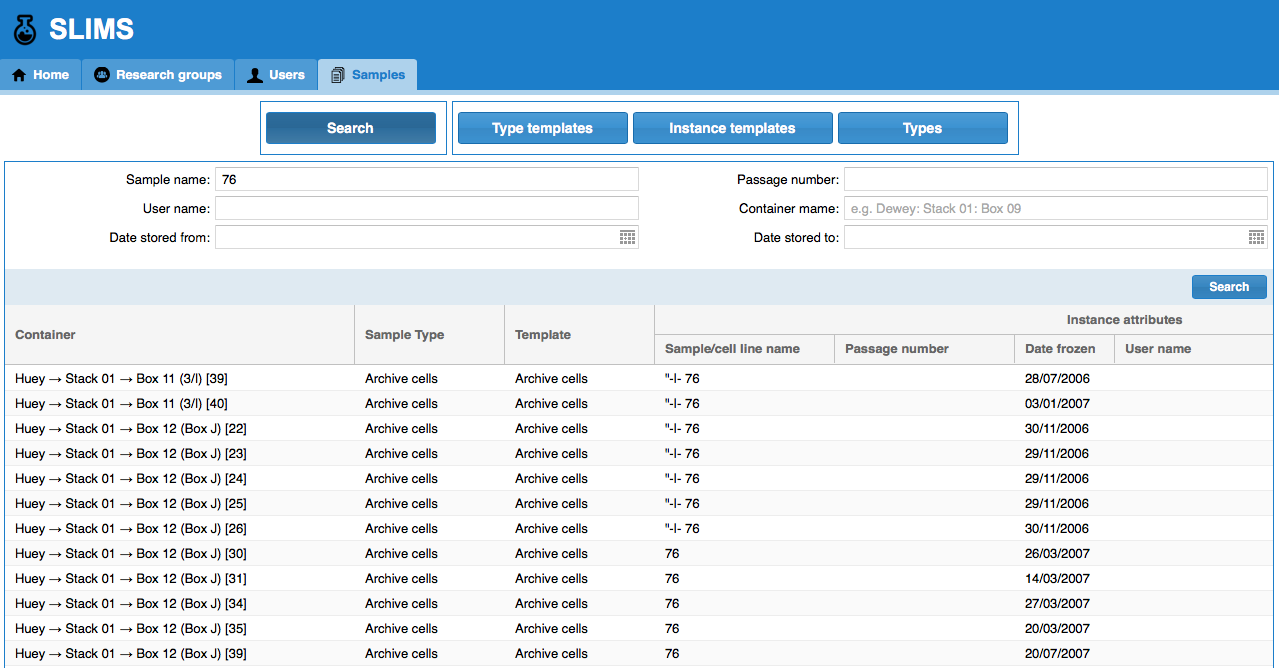 SLIMS
Home Research groups Users Samples
Search Type templates Instance templates Types
Sample name: 76 Passage number:
User name: Container mame: e.g. Dewey: Stack 01: Box 09
Date stored from: Date stored to:
Search
Container Sample Type Template Instance attributes
Sample/cell line name Passage number Date frozen User name
Huey → Stack 01 → Box 11 (3/I) [39] Archive cells Archive cells "-I- 76 28/07/2006
Huey → Stack 01 → Box 11 (3/I) [40] Archive cells Archive cells "-I- 76 03/01/2007
Huey → Stack 01 → Box 12 (Box J) [22] Archive cells Archive cells "-I- 76 30/11/2006
Huey → Stack 01 → Box 12 (Box J) [23] Archive cells Archive cells "-I- 76 29/11/2006
Huey → Stack 01 → Box 12 (Box J) [24] Archive cells Archive cells "-I- 76 29/11/2006
Huey → Stack 01 → Box 12 (Box J) [25] Archive cells Archive cells "-I- 76 29/11/2006
Huey → Stack 01 → Box 12 (Box J) [26] Archive cells Archive cells "-I- 76 30/11/2006
Huey → Stack 01 → Box 12 (Box J) [30] Archive cells Archive cells 76 26/03/2007
Huey → Stack 01 → Box 12 (Box J) [31] Archive cells Archive cells 76 14/03/2007
Huey → Stack 01 → Box 12 (Box J) [34] Archive cells Archive cells 76 27/03/2007
Huey → Stack 01 → Box 12 (Box J) [35] Archive cells Archive cells 76 20/03/2007
Huey → Stack 01 → Box 12 (Box J) [39] Archive cells Archive cells 76 20/07/2007